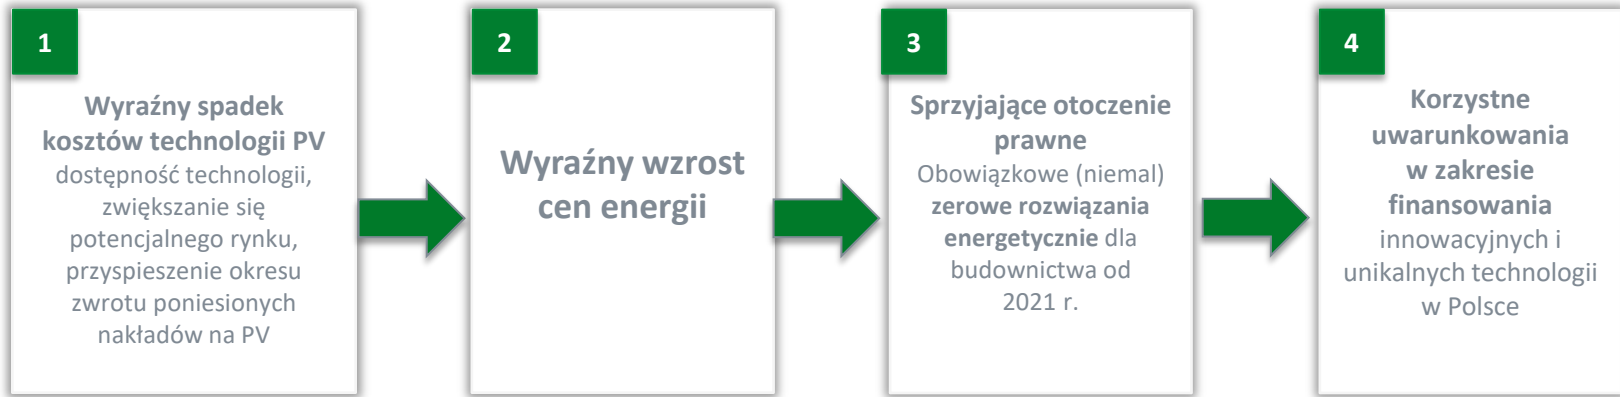 1
Wyraźny spadek
kosztów technologii PV
dostępność technologii,
zwiększanie się
potencjalnego rynku,
przyspieszenie okresu
zwrotu poniesionych
nakładów na PV
2
Wyraźny wzrost
cen energii
3
Sprzyjające otoczenie
prawne
Obowiązkowe (niemal)
zerowe rozwiązania
energetycznie dla
budownictwa od
2021 r.
4
Korzystne
uwarunkowania
w zakresie
finansowania
innowacyjnych i
unikalnych technologii
w Polsce